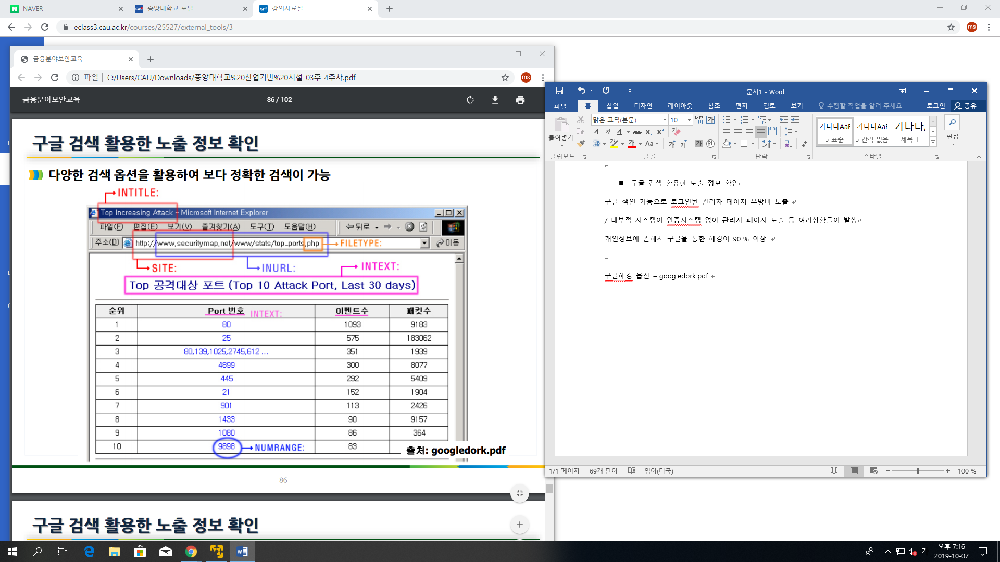 NAVER
중앙대학교 포탈
강의자료실
eclass3.cau.ac.kr/courses/25527/external_tools/3
ms
금융분야보안교육
파일 | C:/Users/CAU/Downloads/중앙대학교%20산업기반%20시설_03주_4주차.pdf
ms
금융분야보안교육
86 / 102
구글 검색 활용한 노출 정보 확인
다양한 검색 옵션을 활용하여 보다 정확한 검색이 가능
INTITLE:
Top Increasing Attack - Microsoft Internet Explorer
파일(F) 편집(E) 보기(V) 즐겨찾기(A) 도구(T) 도움말(H) 뒤로
주소(D) http://www.securitymap.net/www/stats/top_ports.php FILETYPE: 이동
SITE: INURL: INTEXT:
Top 공격대상 포트 (Top 10 Attack Port, Last 30 days)
순위 Port 번호 INTEXT: 이벤트수 패킷수
1 80 1093 9183
2 25 575 183062
3 80,139,1025,2745,612 ... 351 1939
4 4899 300 8077
5 445 292 5409
6 21 152 1904
7 901 113 2426
8 1433 90 9157
9 1080 86 364
10 9898 NUMRANGE: 83
출처: googledork.pdf
- 86 -
구글 검색 활용한 노출 정보 확인
문서1 - Word
파일 홈 삽입 디자인 레이아웃 참조 편지 검토 보기 수행할 작업을 알려 주세요. 로그인 공유
붙여넣기
맑은 고딕(본문) 10
가나다AaB 가나다AaB 가나다
표준 간격 없음 제목 1
편집
클립보드 글꼴 단락 스타일
■ 구글 검색 활용한 노출 정보 확인
구글 색인 기능으로 로그인된 관리자 페이지 무방비 노출
/ 내부적 시스템이 인증시스템 없이 관리자 페이지 노출 등 여러상황들이 발생
개인정보에 관해서 구글을 통한 해킹이 90 % 이상.
구글해킹 옵션 – googledork.pdf
1/1 페이지 69개 단어 영어(미국) 100 %
가
오후 7:16
2019-10-07